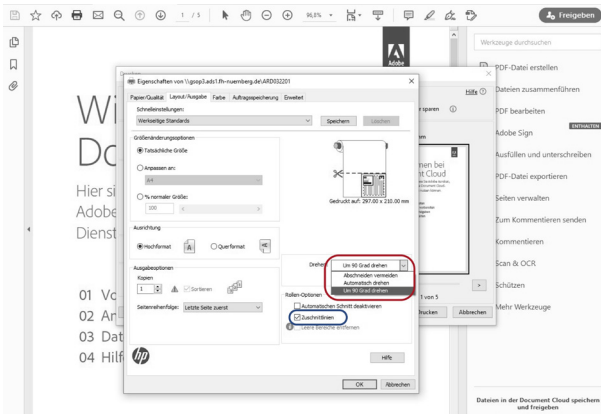 1 / 5
96,8%
Freigeben
Adobe
Werkzeuge durchsuchen
PDF-Datei erstellen
Dateien zusammenführen
PDF bearbeiten
Adobe Sign
ENTHALTEN
Ausfüllen und unterschreiben
PDF-Datei exportieren
Seiten verwalten
Zum Kommentieren senden
Kommentieren
Scan & OCR
Schützen
Mehr Werkzeuge
Dateien in der Document Cloud speichern
und freigeben
Wi
Do
Hier si
Adobe
Dienst
01 Vo
02
03 Dat
04 Hilf
Hilfe
sparen
1 von 5
Drucken
Abbrechen
Eigenschaften von \\gsop3.ads1.fh-nuernberg.de\ARD032201
Papier/Qualität Layout/Ausgabe Farbe Auftragsspeicherung Erweitert
Schnelleinstellungen:
Werkseitige Standards
Speichern
Löschen
Größenänderungsoptionen
Tatsächliche Größe
Anpassen an:
A4
% normaler Größe:
100
Gedruckt auf: 297.00 x 210.00 mm
Ausrichtung
Hochformat
A
Querformat
Ausgabeoptionen
Kopien
1
Sortieren
Seitenreihenfolge:
Letzte Seite zuerst
Drehen:
Um 90 Grad drehen
Abschneiden vermeiden
Automatisch drehen
Um 90 Grad drehen
Rollen-Optionen
Automatischen Schnitt deaktivieren
Zuschnittlinien
Leere Bereiche entfernen
hp
Hilfe
OK
Abbrechen